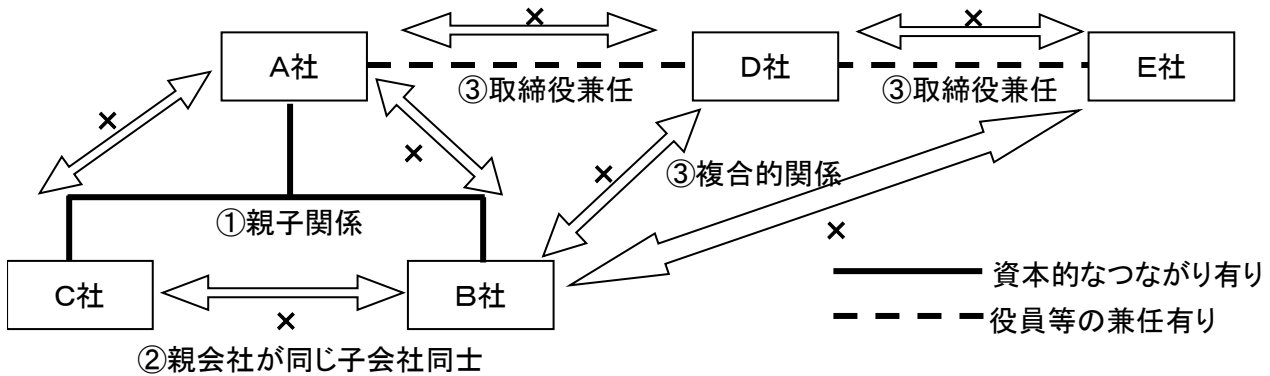 ×
×
A社
D社
E社
③取締役兼任
③取締役兼任
×
×
×
③複合的関係
①親子関係
×
C社
B社
資本的なつながり有り
×
役員等の兼任有り
②親会社が同じ子会社同士